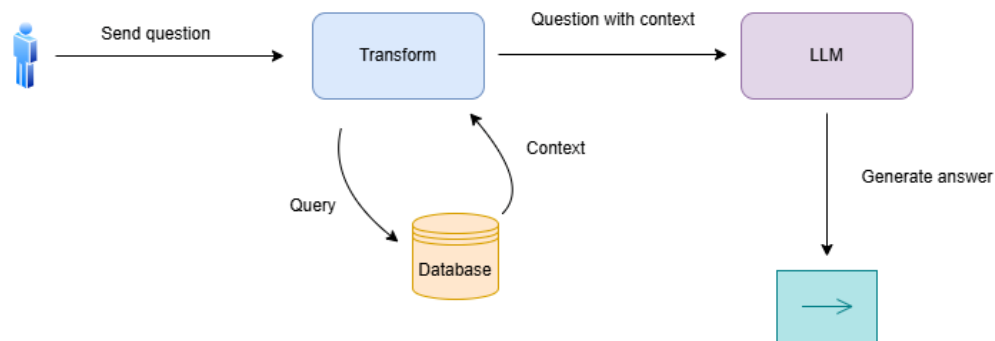 Send question
Transform
Question with context
LLM
Query
Context
Database
Generate answer